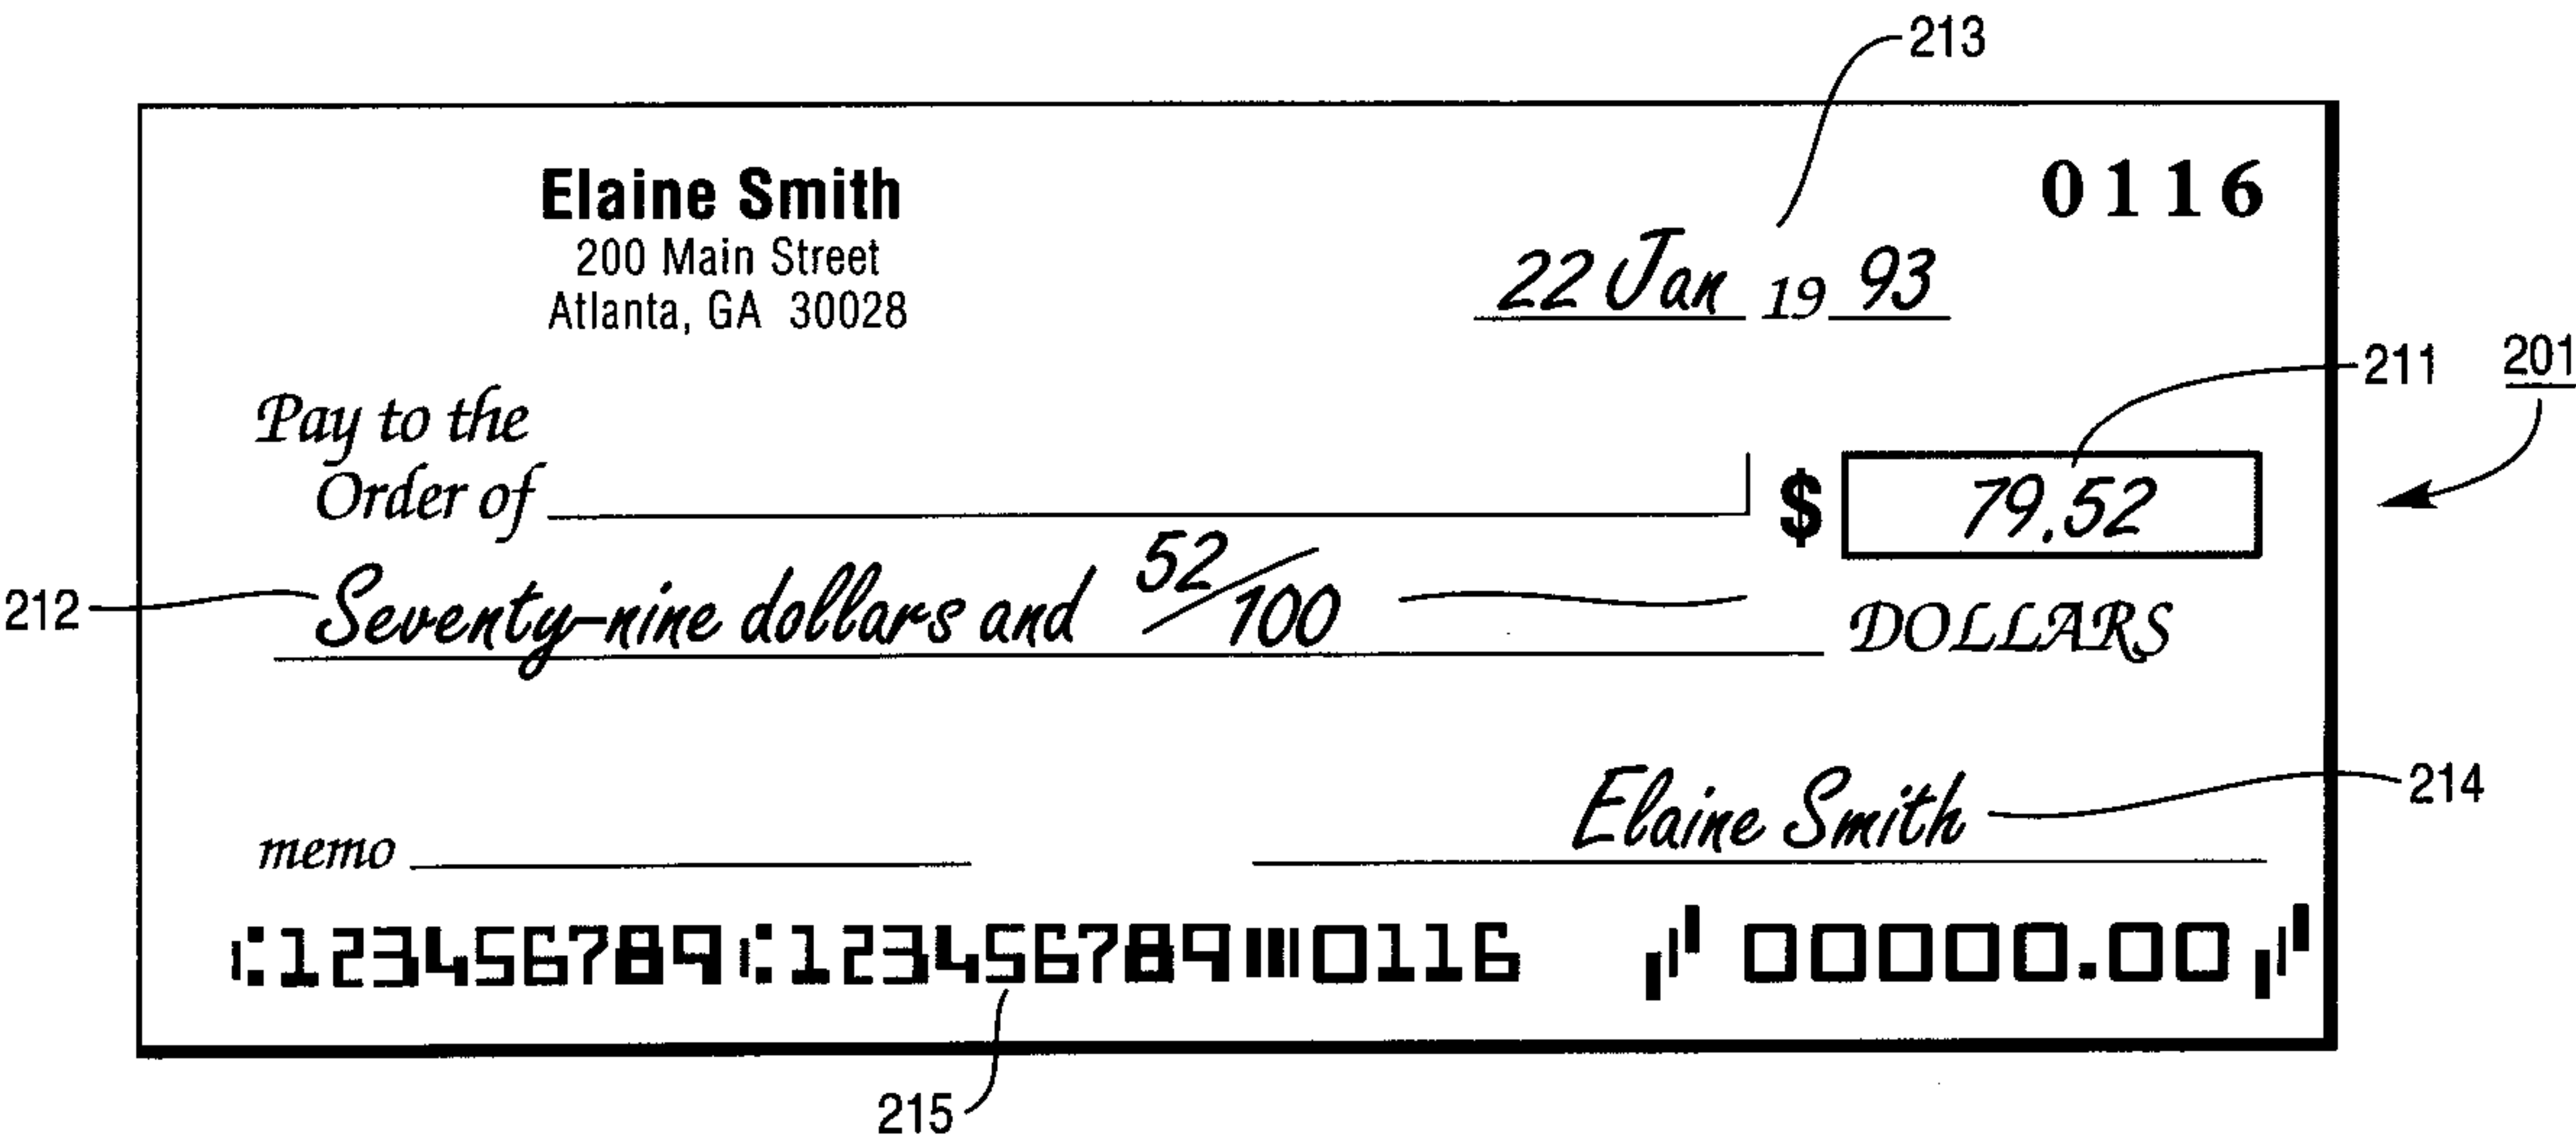 213
Elaine Smith
0116
200 Main Street
Atlanta, GA 30028
22 Jan 19 93
211
201
Pay to the
Order of
$ 79.52
212
Seventy-nine dollars and 52/100
DOLLARS
Elaine Smith
214
memo
⑆123456789⑆123456789⑈0116 ⑇00000.00⑇
215